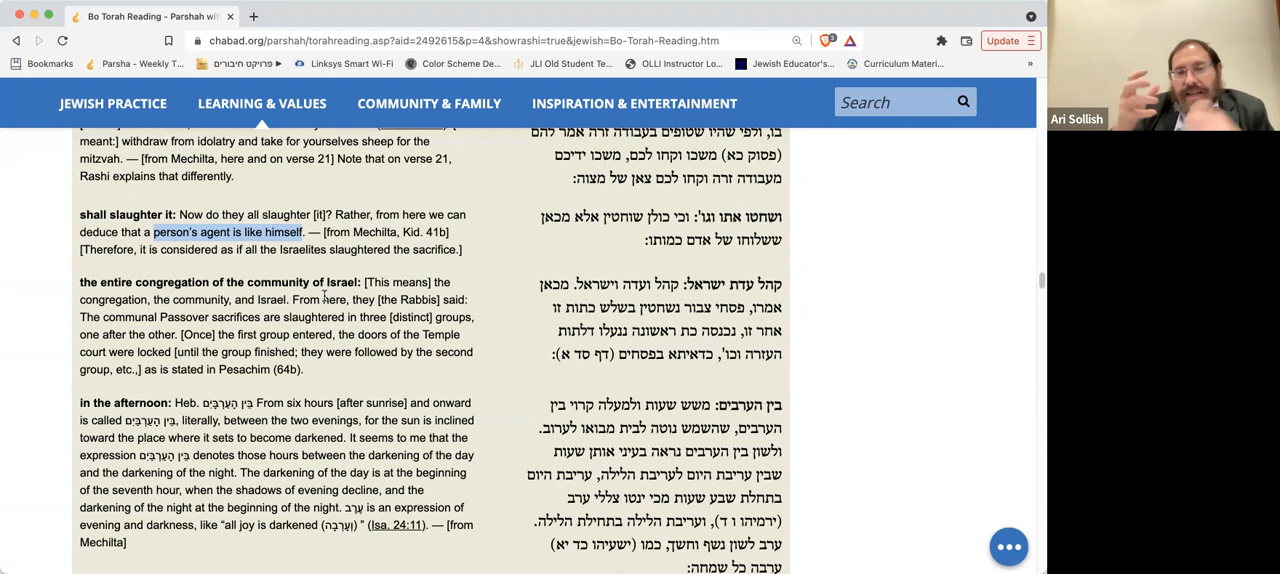 Bo Torah Reading - Parshah wit
chabad.org/parshah/torahreading.asp?aid=2492615&p=4&showrashi=true&jewish=Bo-Torah-Reading.htm
3
Update
Bookmarks Parsha - Weekly T... פרוייקט חיבורים Linksys Smart Wi-Fi Color Scheme De... JLI Old Student Te... OLLI Instructor Lo... Jewish Educator's... Curriculum Materi... »
JEWISH PRACTICE LEARNING & VALUES COMMUNITY & FAMILY INSPIRATION & ENTERTAINMENT Search
meant:] withdraw from idolatry and take for yourselves sheep for the
mitzvah. — [from Mechilta, here and on verse 21] Note that on verse 21,
Rashi explains that differently.
בו, ולפי שהיו שטופים בעבודה זרה אמר להם
(פסוק כא) משכו וקחו לכם, משכו ידיכם
מעבודה זרה וקחו לכם צאן של מצוה:
shall slaughter it: Now do they all slaughter [it]? Rather, from here we can
deduce that a person's agent is like himself. — [from Mechilta, Kid. 41b]
[Therefore, it is considered as if all the Israelites slaughtered the sacrifice.]
ושחטו אתו וגו': וכי כולן שוחטין אלא מכאן
ששלוחו של אדם כמותו:
the entire congregation of the community of Israel: [This means] the
congregation, the community, and Israel. From here, they [the Rabbis] said:
The communal Passover sacrifices are slaughtered in three [distinct] groups,
one after the other. [Once] the first group entered, the doors of the Temple
court were locked [until the group finished; they were followed by the second
group, etc.,] as is stated in Pesachim (64b).
קהל עדת ישראל: קהל ועדה וישראל. מכאן
אמרו, פסחי צבור נשחטין בשלש כתות זו
אחר זו, נכנסה כת ראשונה ננעלו דלתות
העזרה וכו', כדאיתא בפסחים (דף סד א):
in the afternoon: Heb. בֵּין הָעַרְבָּיִם From six hours [after sunrise] and onward
is called בֵּין הָעַרְבַּיִם, literally, between the two evenings, for the sun is inclined
toward the place where it sets to become darkened. It seems to me that the
expression בֵּין הָעַרְבַּיִם denotes those hours between the darkening of the day
and the darkening of the night. The darkening of the day is at the beginning
of the seventh hour, when the shadows of evening decline, and the
darkening of the night at the beginning of the night. עֶרֶב is an expression of
evening and darkness, like "all joy is darkened (וְעָרְבָה) " (Isa. 24:11). — [from
Mechilta]
בין הערבים: משש שעות ולמעלה קרוי בין
הערבים, שהשמש נוטה לבית מבואו לערוב.
ולשון בין הערבים נראה בעיני אותן שעות
שבין עריבת היום לעריבת הלילה, עריבת היום
בתחלת שבע שעות מכי ינטו צללי ערב
(ירמיהו ו ד), ועריבת הלילה בתחילת הלילה.
ערב לשון נשף וחשך, כמו (ישעיהו כד יא)
ערבה כל שמחה:
Ari Sollish